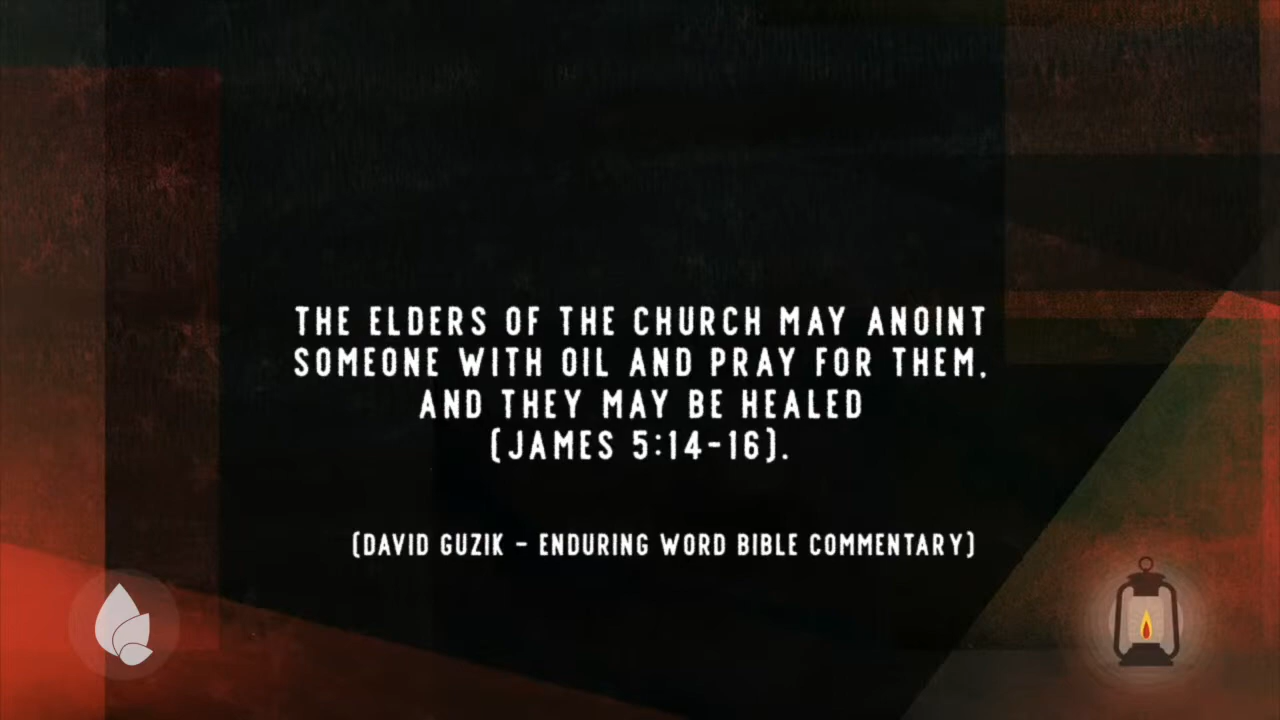 THE ELDERS OF THE CHURCH MAY ANOINT
SOMEONE WITH OIL AND PRAY FOR THEM,
AND THEY MAY BE HEALED
(JAMES 5:14-16).
(DAVID GUZIK - ENDURING WORD BIBLE COMMENTARY)